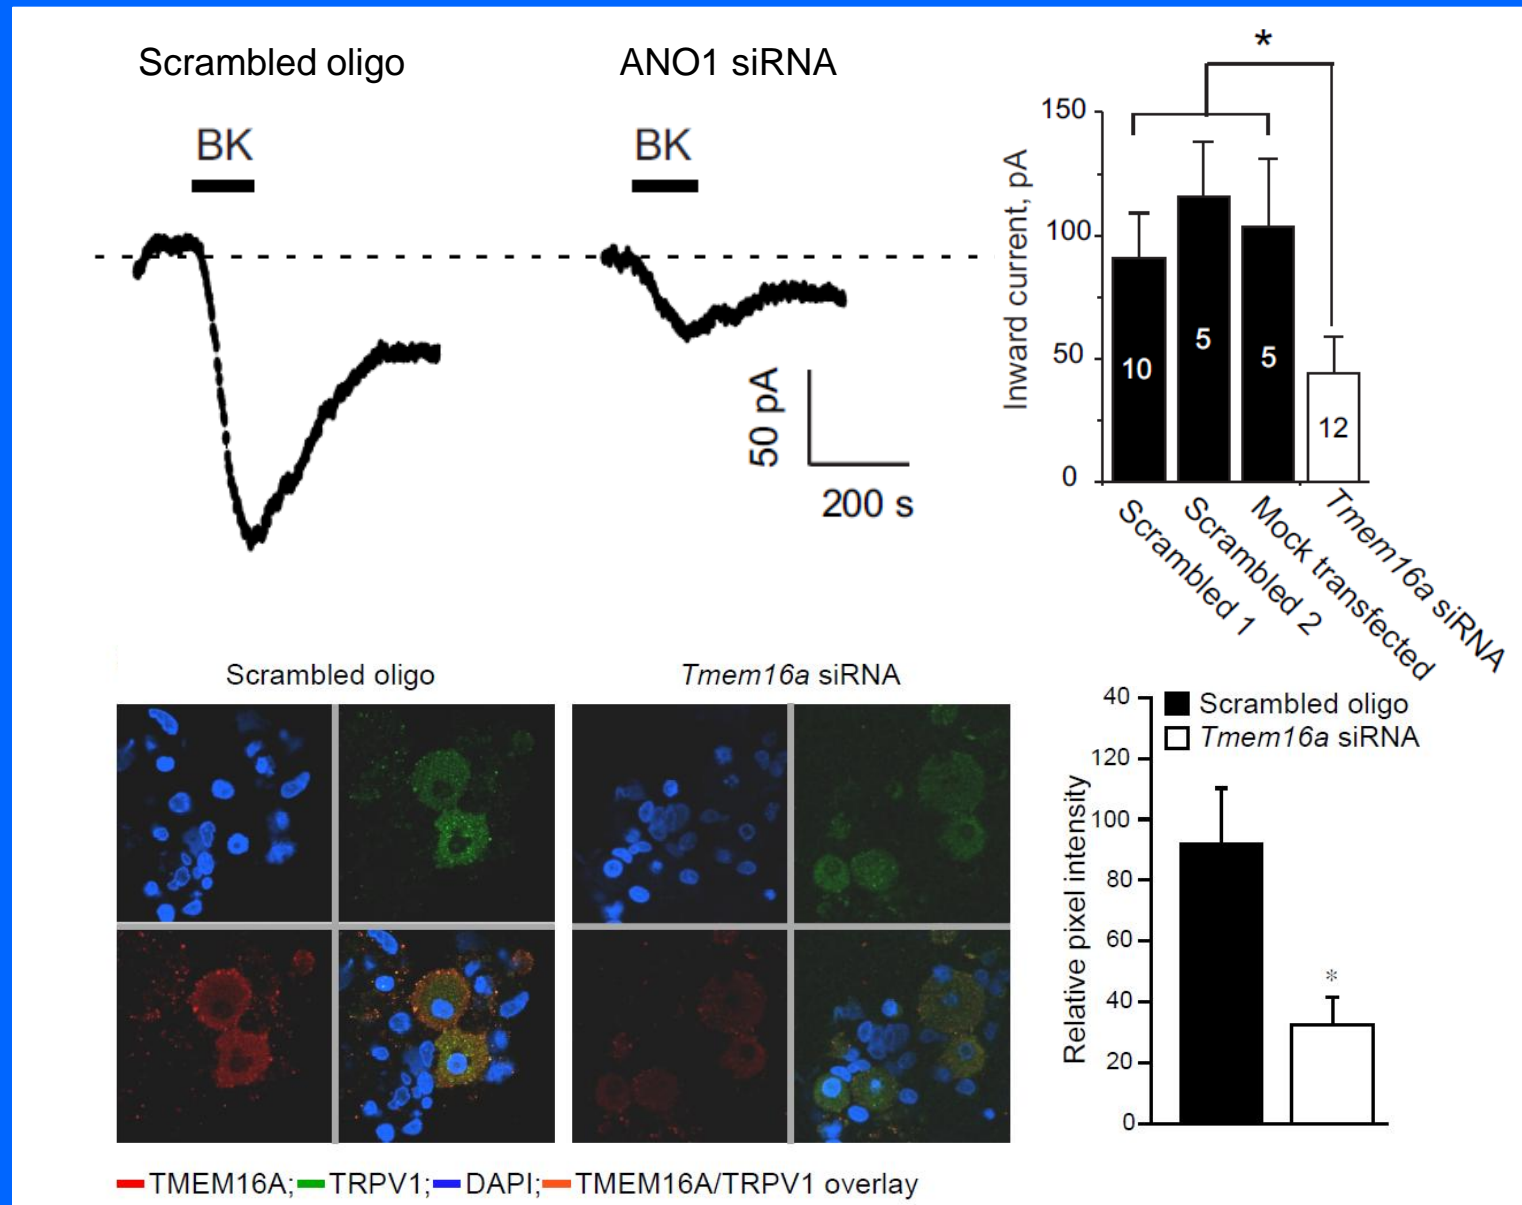 Scrambled oligo
ANO1 siRNA
BK
BK
50 pA
200 s
*
Inward current, pA
150
100
50
0
10
5
5
12
Scrambled 1
Scrambled 2
Mock transfected
Tmem16a siRNA
Scrambled oligo
Tmem16a siRNA
TMEM16A; TRPV1; DAPI; TMEM16A/TRPV1 overlay
Scrambled oligo
Tmem16a siRNA
Relative pixel intensity
40
120
100
80
60
40
20
0
*